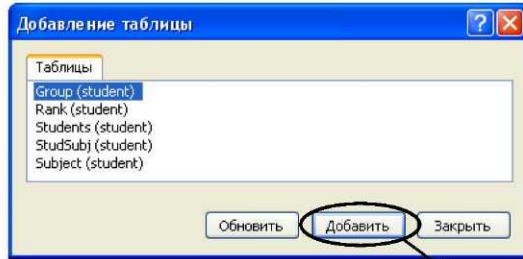 Добавление таблицы
Таблицы
Group (student)
Rank (student)
Students (student)
StudSubj (student)
Subject (student)
Обновить Добавить Закрыть